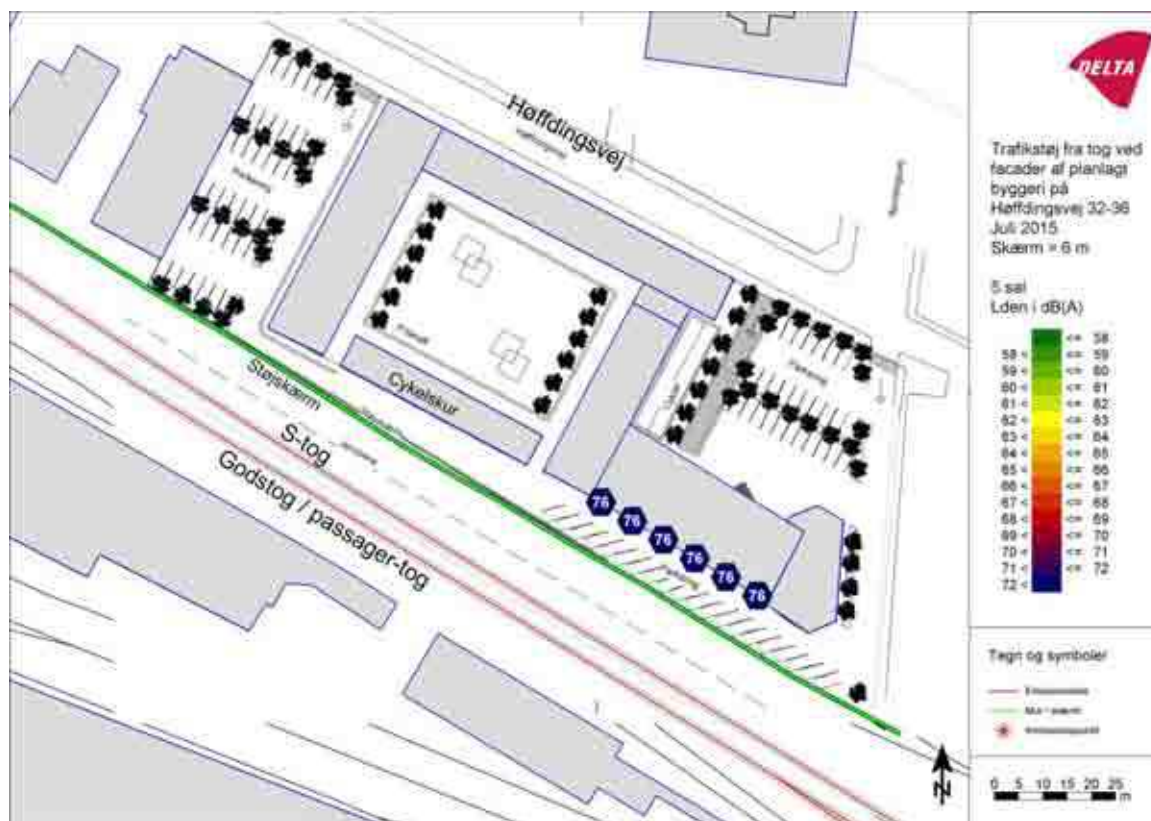 DELTA
Trafikstøj fra tog ved
facader af planlagt
byggeri på
Høffdingsvej 32-36
Juli 2015
Skærm = 6 m
5 sal
Lden i dB(A)
<= 58
58 < <= 59
59 < <= 60
60 < <= 61
61 < <= 62
62 < <= 63
63 < <= 64
64 < <= 65
65 < <= 66
66 < <= 67
67 < <= 68
68 < <= 69
69 < <= 70
70 < <= 71
71 < <= 72
72 <
Tegn og symboler
0 5 10 15 20 25
m
N
Høffdingsvej
Cykelskur
Støjskærm
S-tog
Godstog / passager-tog
76
76
76
76
76
76
Parkering